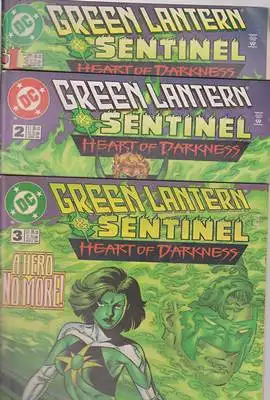 DC
1
GREEN LANTERN
SENTINEL
HEART OF DARKNESS
DC
2
GREEN LANTERN
SENTINEL
HEART OF DARKNESS
DC
3
GREEN LANTERN
SENTINEL
HEART OF DARKNESS
A HERO
NO MORE!